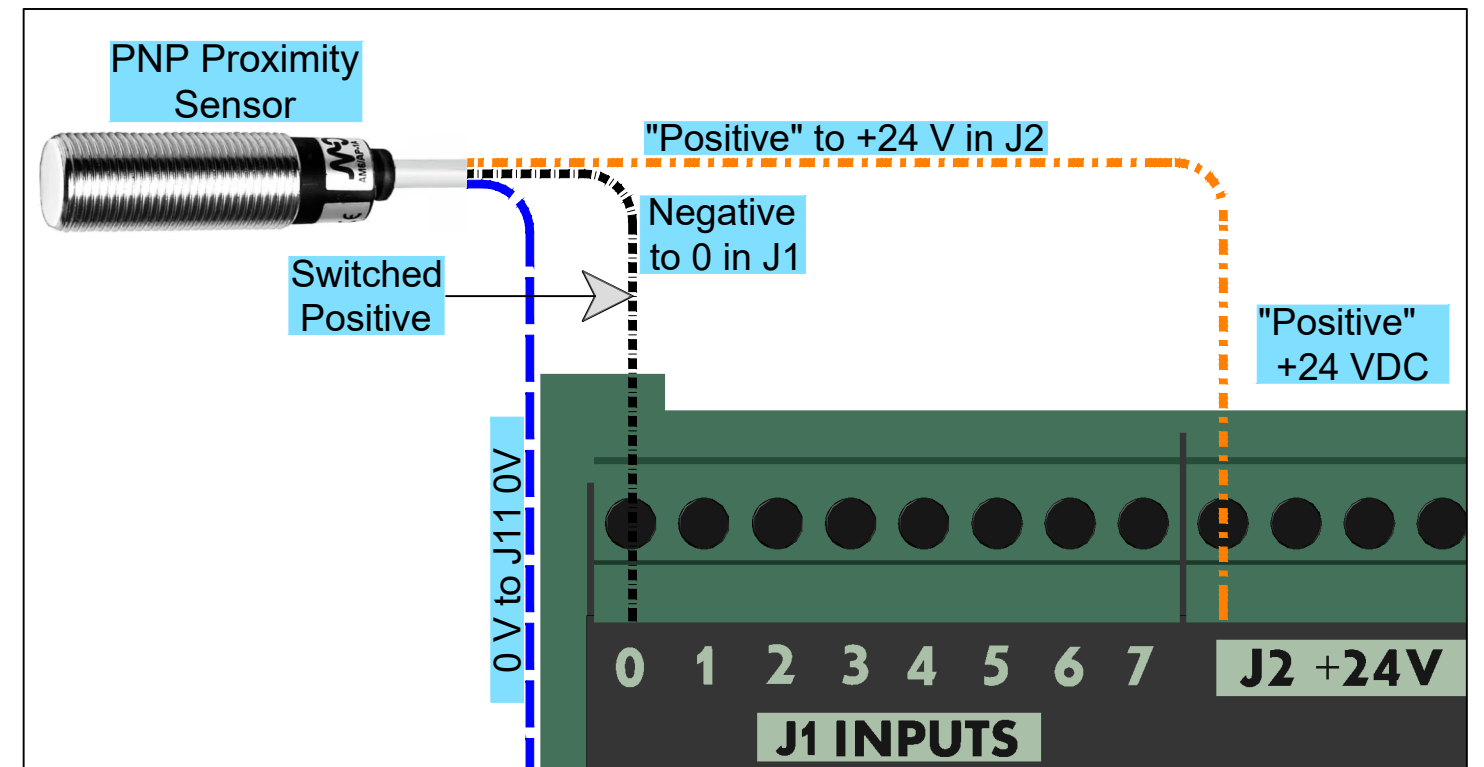 PNP Proximity
Sensor
"Positive" to +24 V in J2
Negative
to 0 in J1
Switched
Positive
"Positive"
+24 VDC
0 V to J11 0V
0 1 2 3 4 5 6 7
J2 +24V
J1 INPUTS